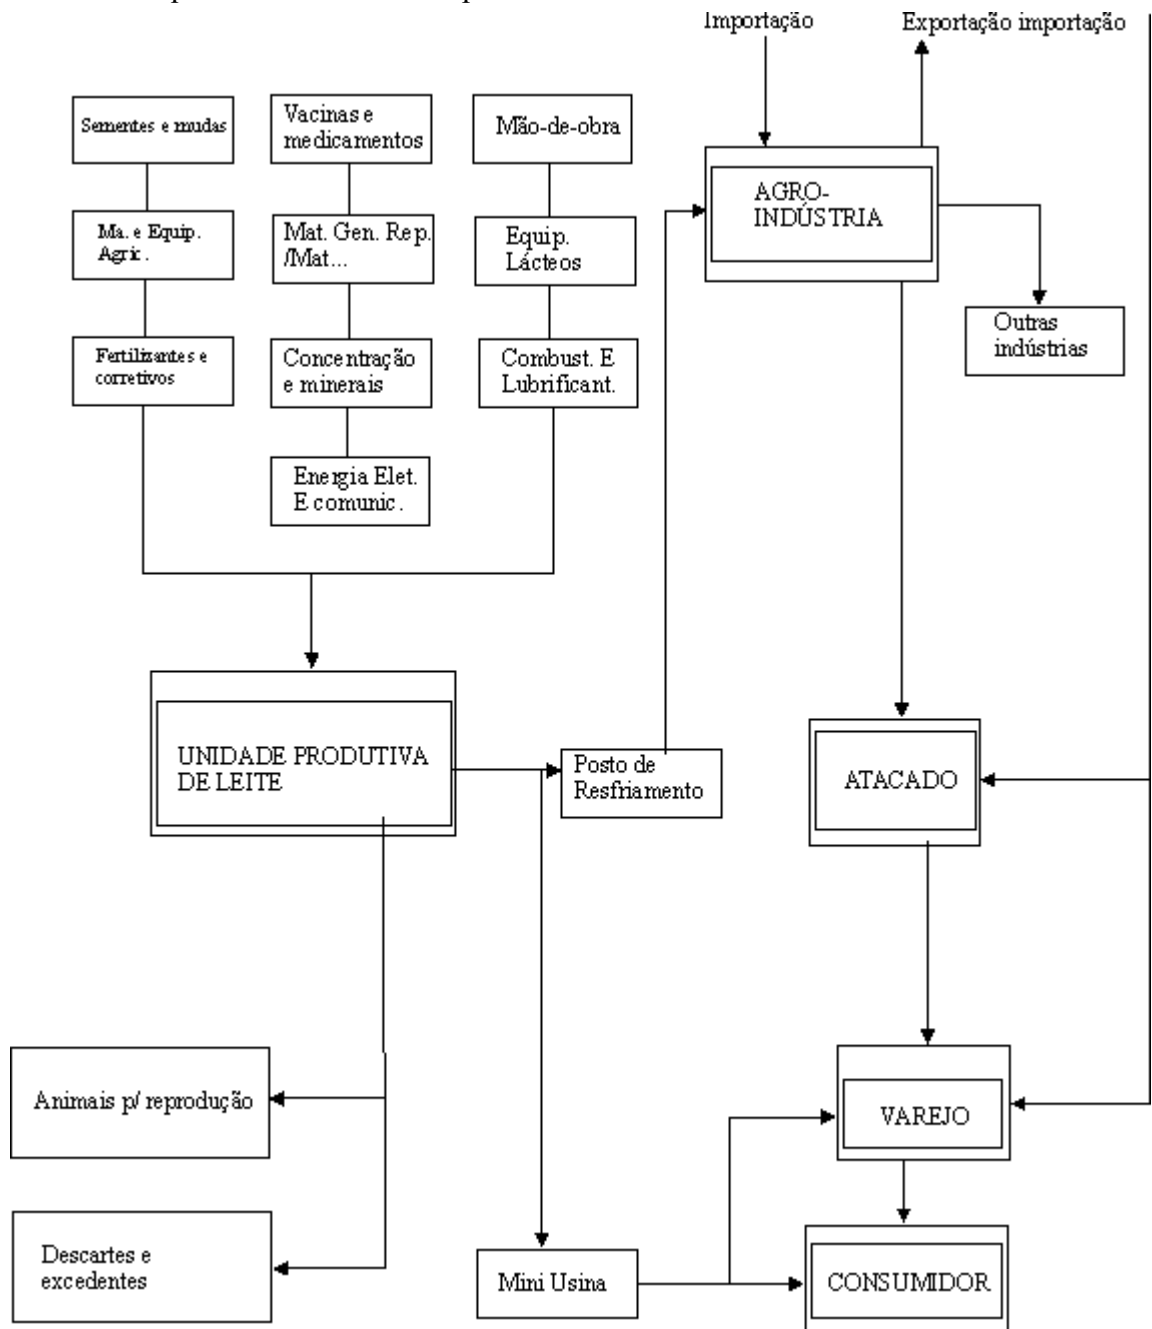 Importação
Exportação importação
Sementes e mudas
Vacinas e
medicamentos
Mão-de-obra
AGRO-
INDÚSTRIA
Ma. e Equip.
Agric.
Mat. Gen. Rep.
/Mat...
Equip.
Lácteos
Outras
indústrias
Fertilizantes e
corretivos
Concentração
e minerais
Combust. E
Lubrificant.
Energia Elet.
E comunic.
UNIDADE PRODUTIVA
DE LEITE
Posto de
Resfriamento
ATACADO
Animais p/ reprodução
VAREJO
Descartes e
excedentes
Mini Usina
CONSUMIDOR